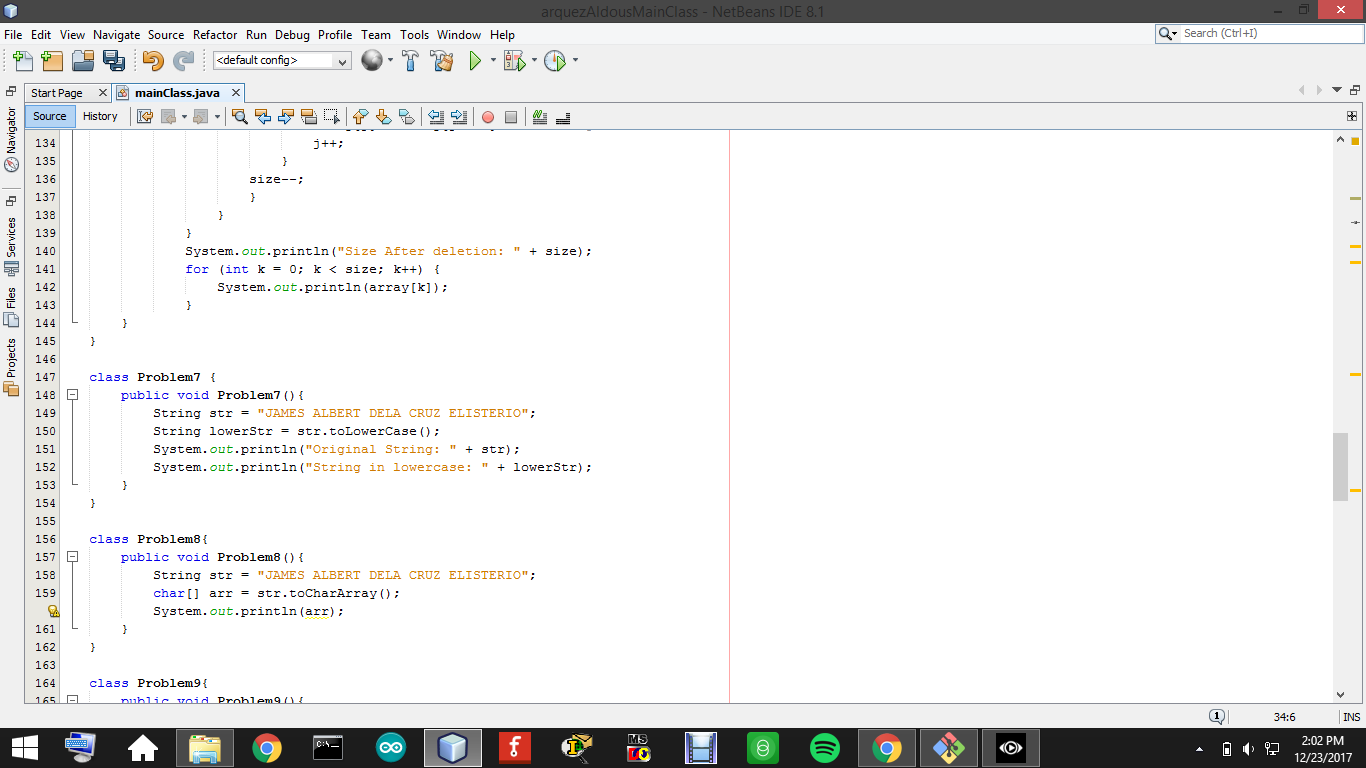 arquezAldousMainClass - NetBeans IDE 8.1
File Edit View Navigate Source Refactor Run Debug Profile Team Tools Window Help
Search (Ctrl+I)
<default config>
Start Page mainClass.java
Source History
Navigator
Services
Files
Projects
134 j++;
135 }
136 size--;
137 }
138 }
139 }
140 System.out.println("Size After deletion: " + size);
141 for (int k = 0; k < size; k++) {
142 System.out.println(array[k]);
143 }
144 }
145 }
146
147 class Problem7 {
148 public void Problem7(){
149 String str = "JAMES ALBERT DELA CRUZ ELISTERIO";
150 String lowerStr = str.toLowerCase();
151 System.out.println("Original String: " + str);
152 System.out.println("String in lowercase: " + lowerStr);
153 }
154 }
155
156 class Problem8{
157 public void Problem8(){
158 String str = "JAMES ALBERT DELA CRUZ ELISTERIO";
159 char[] arr = str.toCharArray();
System.out.println(arr);
161 }
162 }
163
164 class Problem9{
165 public void Problem9(){
1 34:6 INS
C:\_
MS
2:02 PM
12/23/2017